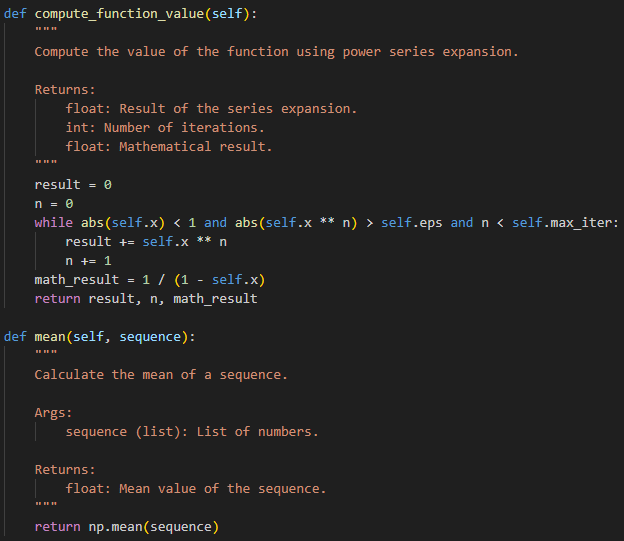 def compute_function_value(self):
    """
    Compute the value of the function using power series expansion.

    Returns:
        float: Result of the series expansion.
        int: Number of iterations.
        float: Mathematical result.
    """
    result = 0
    n = 0
    while abs(self.x) < 1 and abs(self.x ** n) > self.eps and n < self.max_iter:
        result += self.x ** n
        n += 1
    math_result = 1 / (1 - self.x)
    return result, n, math_result

def mean(self, sequence):
    """
    Calculate the mean of a sequence.

    Args:
        sequence (list): List of numbers.

    Returns:
        float: Mean value of the sequence.
    """
    return np.mean(sequence)